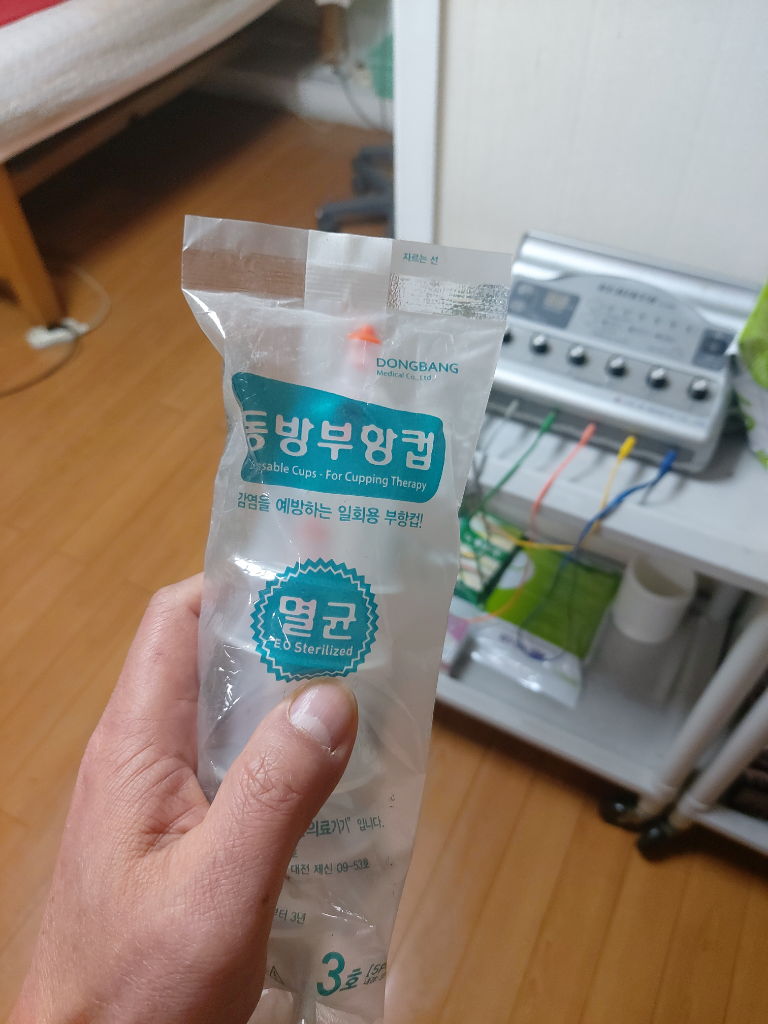 자르는 선
DONGBANG
Medical Co., Ltd
동방부항컵
Cups - For Cupping Therapy
감염을 예방하는 일회용 부항컵!
멸균
EO Sterilized
의료기기" 입니다.
대전 제신 09-53호
3년
3호